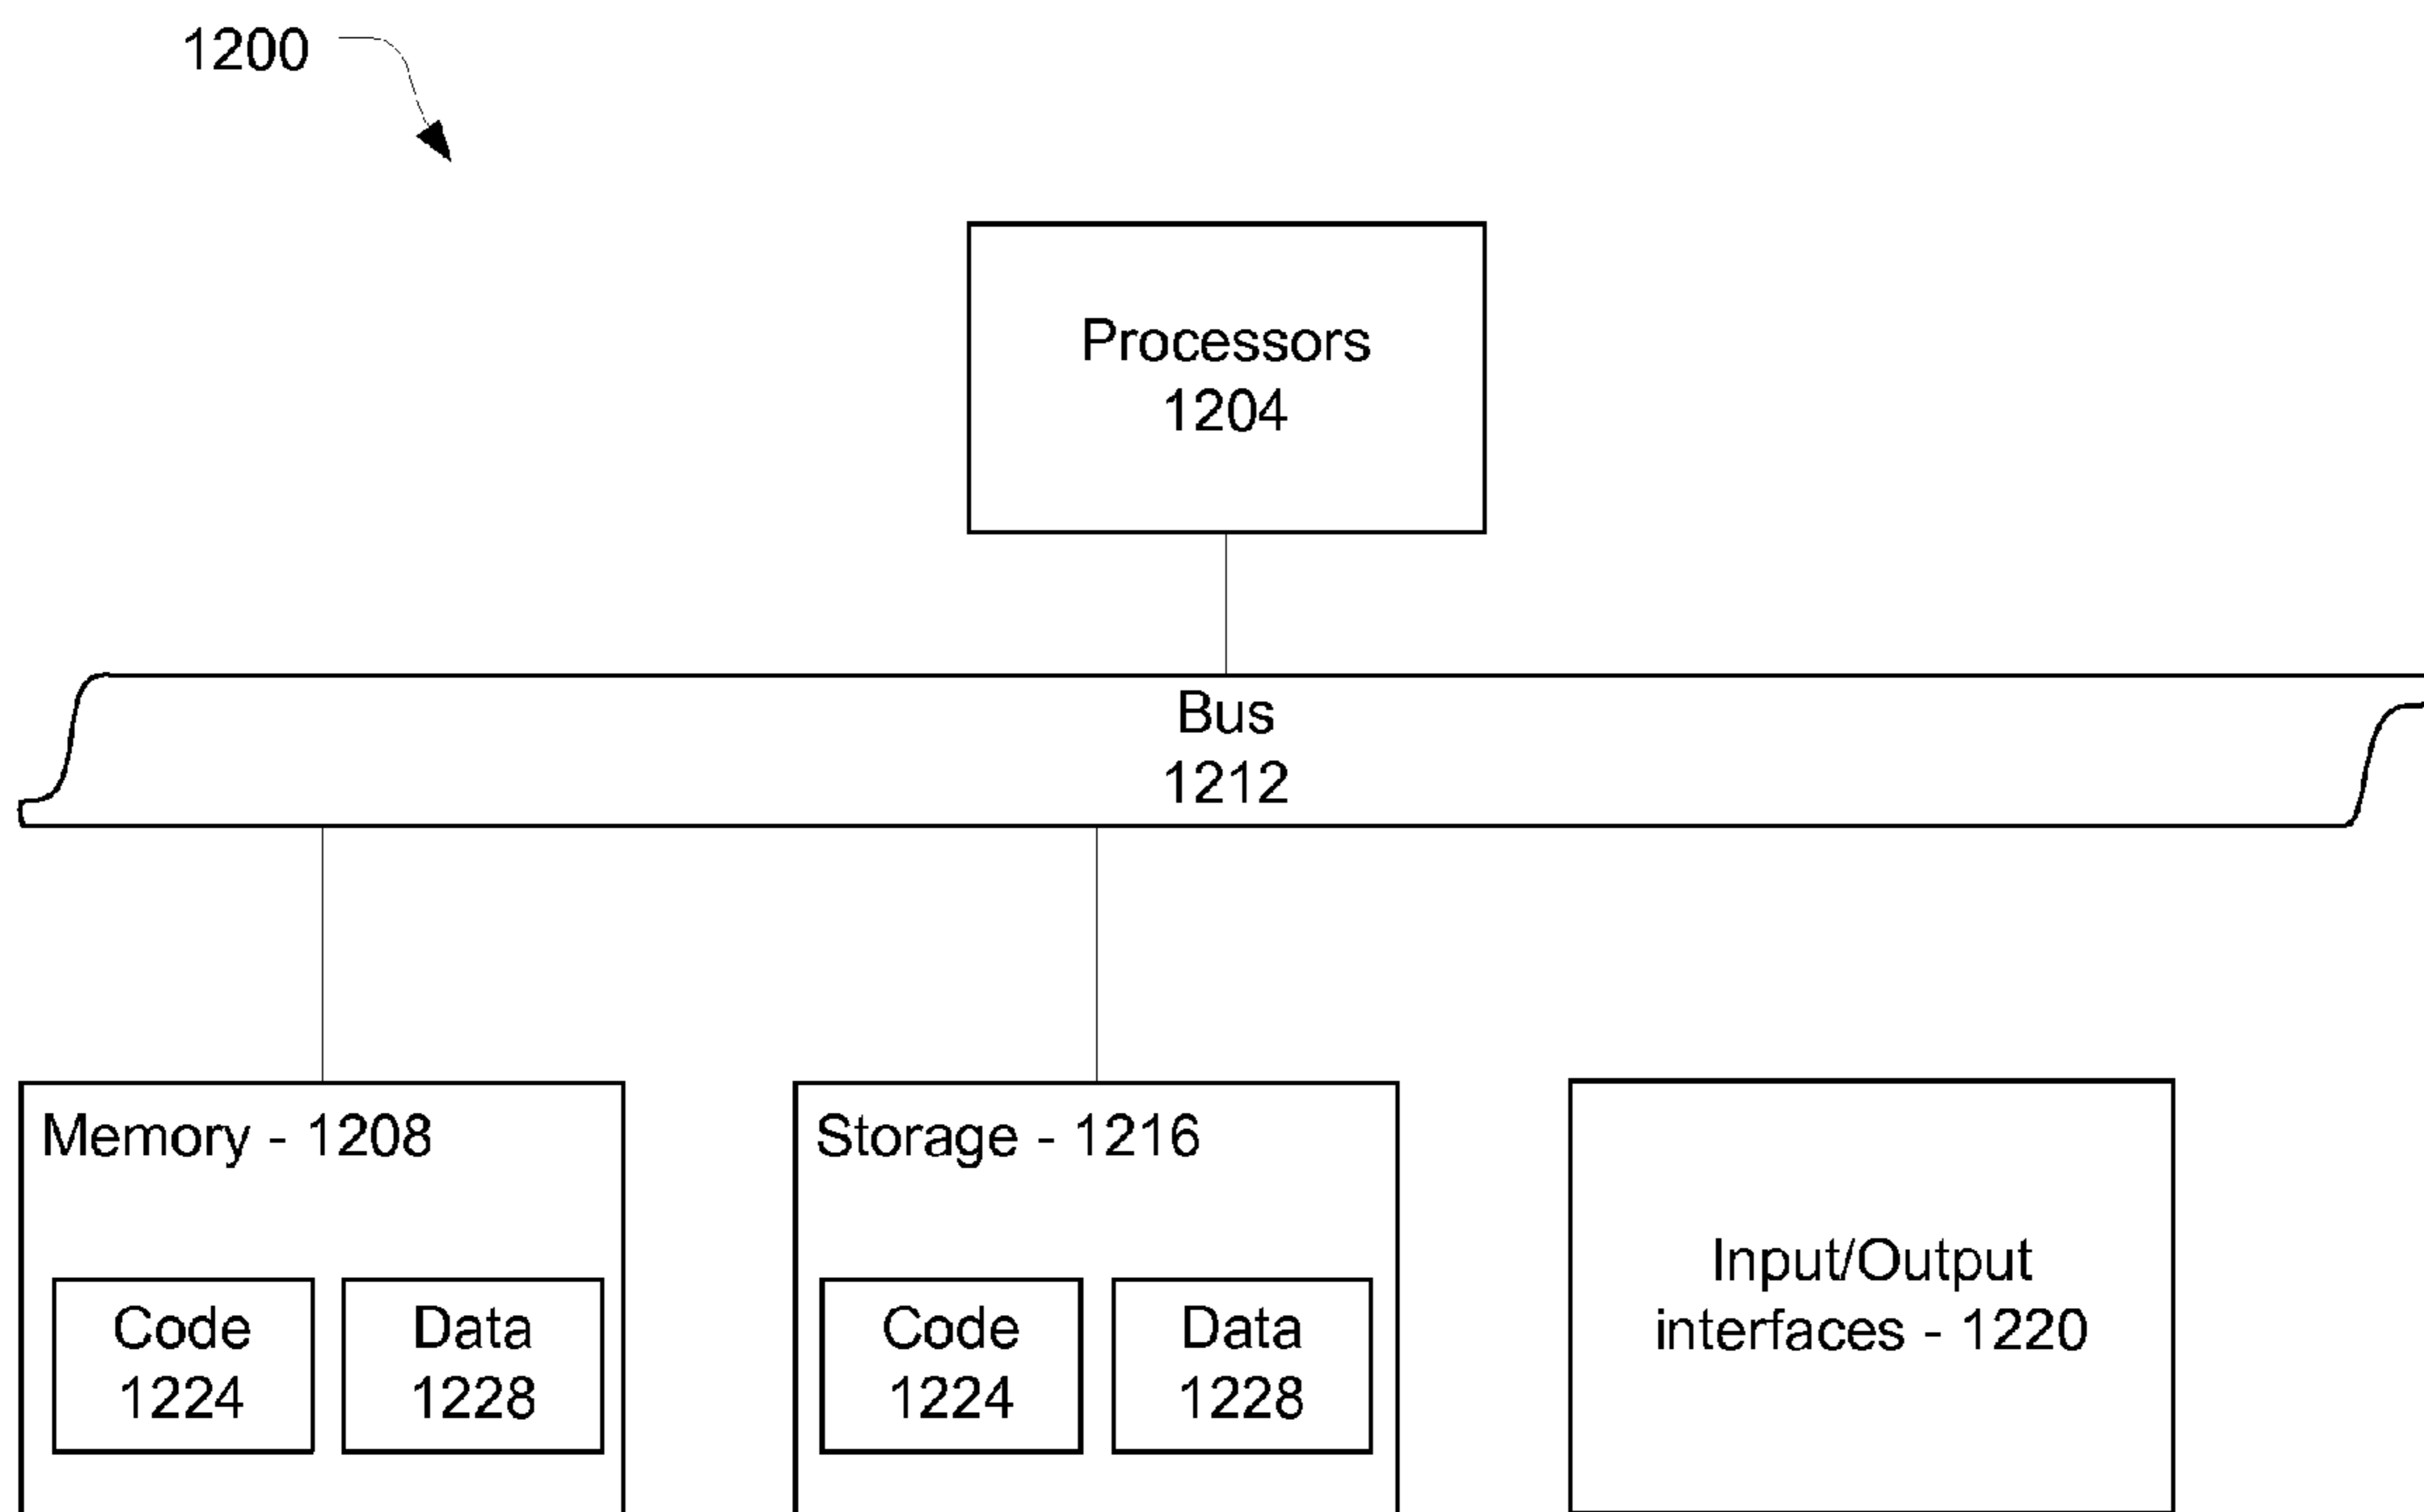 1200
Processors
1204
Bus
1212
Memory - 1208
Code
1224
Data
1228
Storage - 1216
Code
1224
Data
1228
Input/Output
interfaces - 1220